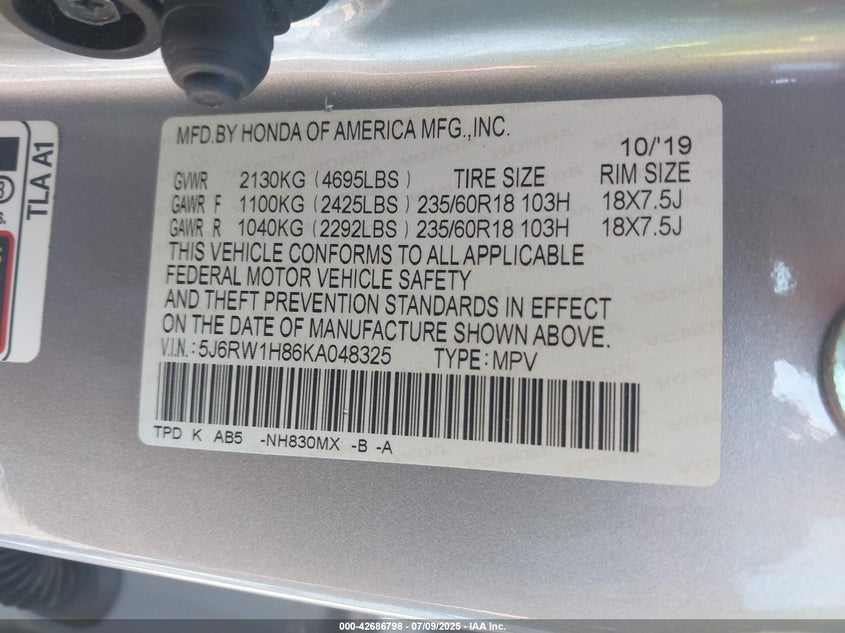 MFD.BY HONDA OF AMERICA MFG.,INC.
10/'19
GVWR 2130KG (4695LBS) TIRE SIZE RIM SIZE
GAWR F 1100KG (2425LBS) 235/60R18 103H 18X7.5J
GAWR R 1040KG (2292LBS) 235/60R18 103H 18X7.5J
THIS VEHICLE CONFORMS TO ALL APPLICABLE
FEDERAL MOTOR VEHICLE SAFETY
AND THEFT PREVENTION STANDARDS IN EFFECT
ON THE DATE OF MANUFACTURE SHOWN ABOVE.
V.I.N.:5J6RW1H86KA048325 TYPE:MPV
TPD K AB5 -NH830MX -B -A
TLA A1
000-42686798 - 07/09/2025 - IAA Inc.